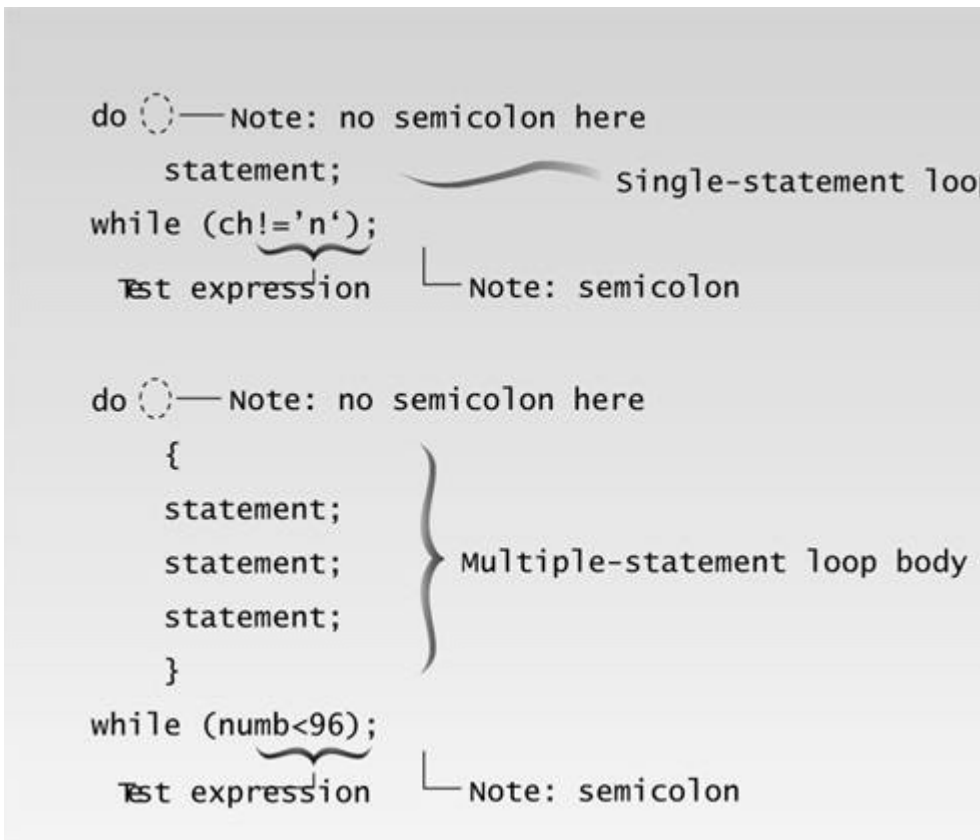 do Note: no semicolon here
statement; Single-statement loop
while (ch!='n‘);
Test expression Note: semicolon
do Note: no semicolon here
{
statement;
statement; Multiple-statement loop body
statement;
}
while (numb<96);
Test expression Note: semicolon